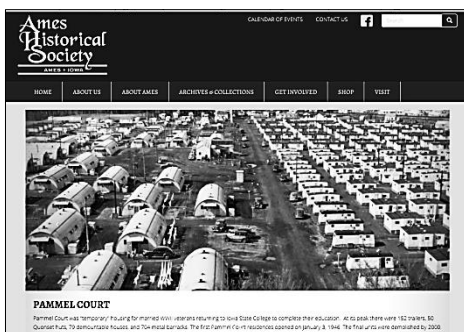 Ames
Historical
Society
AMES • IOWA
CALENDAR OF EVENTS CONTACT US f Search
HOME ABOUT US ABOUT AMES ARCHIVES & COLLECTIONS GET INVOLVED SHOP VISIT
PAMMEL COURT
Pammel Court was "temporary" housing for married WWII veterans returning to Iowa State College to complete their education. At its peak there were 152 trailers, 50
Quonset huts, 79 demountable houses, and 704 metal barracks. The first Pammel Court residences opened on January 3, 1946. The final units were demolished by 2008.